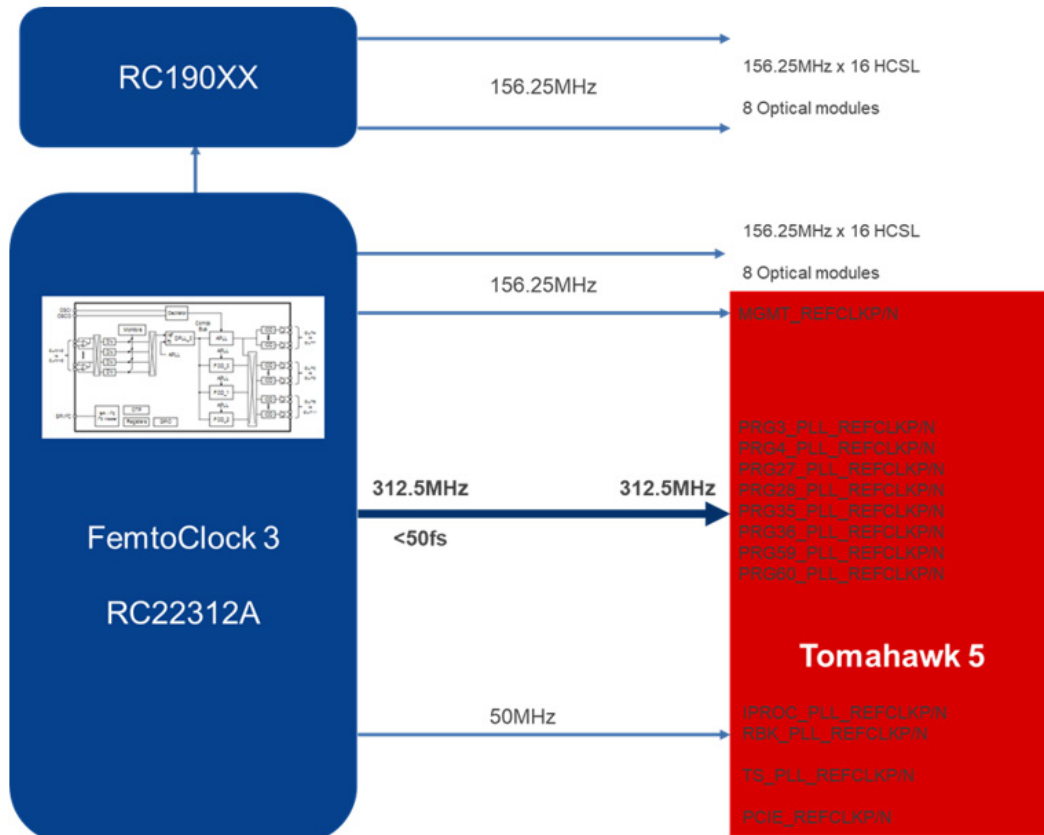 RC190XX
156.25MHz
156.25MHz x 16 HCSL
8 Optical modules
156.25MHz x 16 HCSL
8 Optical modules
156.25MHz
MGMT_REFCLKP/N
PRG3_PLL_REFCLKP/N
PRG4_PLL_REFCLKP/N
PRG27_PLL_REFCLKP/N
PRG28_PLL_REFCLKP/N
PRG35_PLL_REFCLKP/N
PRG36_PLL_REFCLKP/N
PRG59_PLL_REFCLKP/N
PRG60_PLL_REFCLKP/N
312.5MHz
312.5MHz
<50fs
FemtoClock 3
RC22312A
Tomahawk 5
50MHz
IPROC_PLL_REFCLKP/N
RBK_PLL_REFCLKP/N
TS_PLL_REFCLKP/N
PCIE_REFCLKP/N